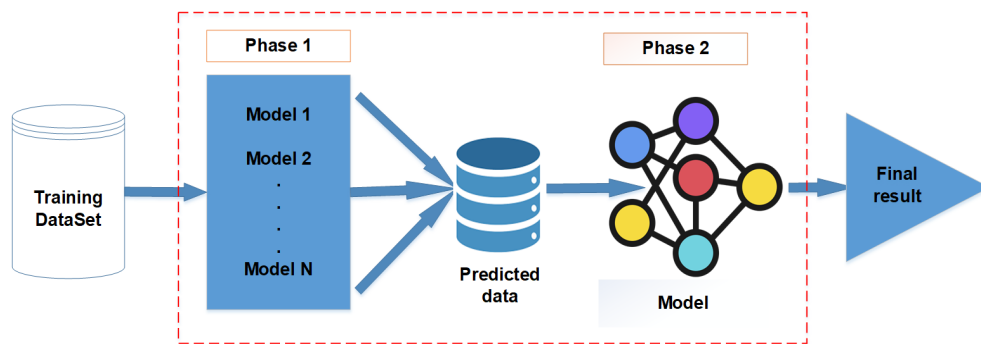 Phase 1
Phase 2
Model 1
Model 2
.
.
.
.
Model N
Training
DataSet
Predicted
data
Model
Final
result